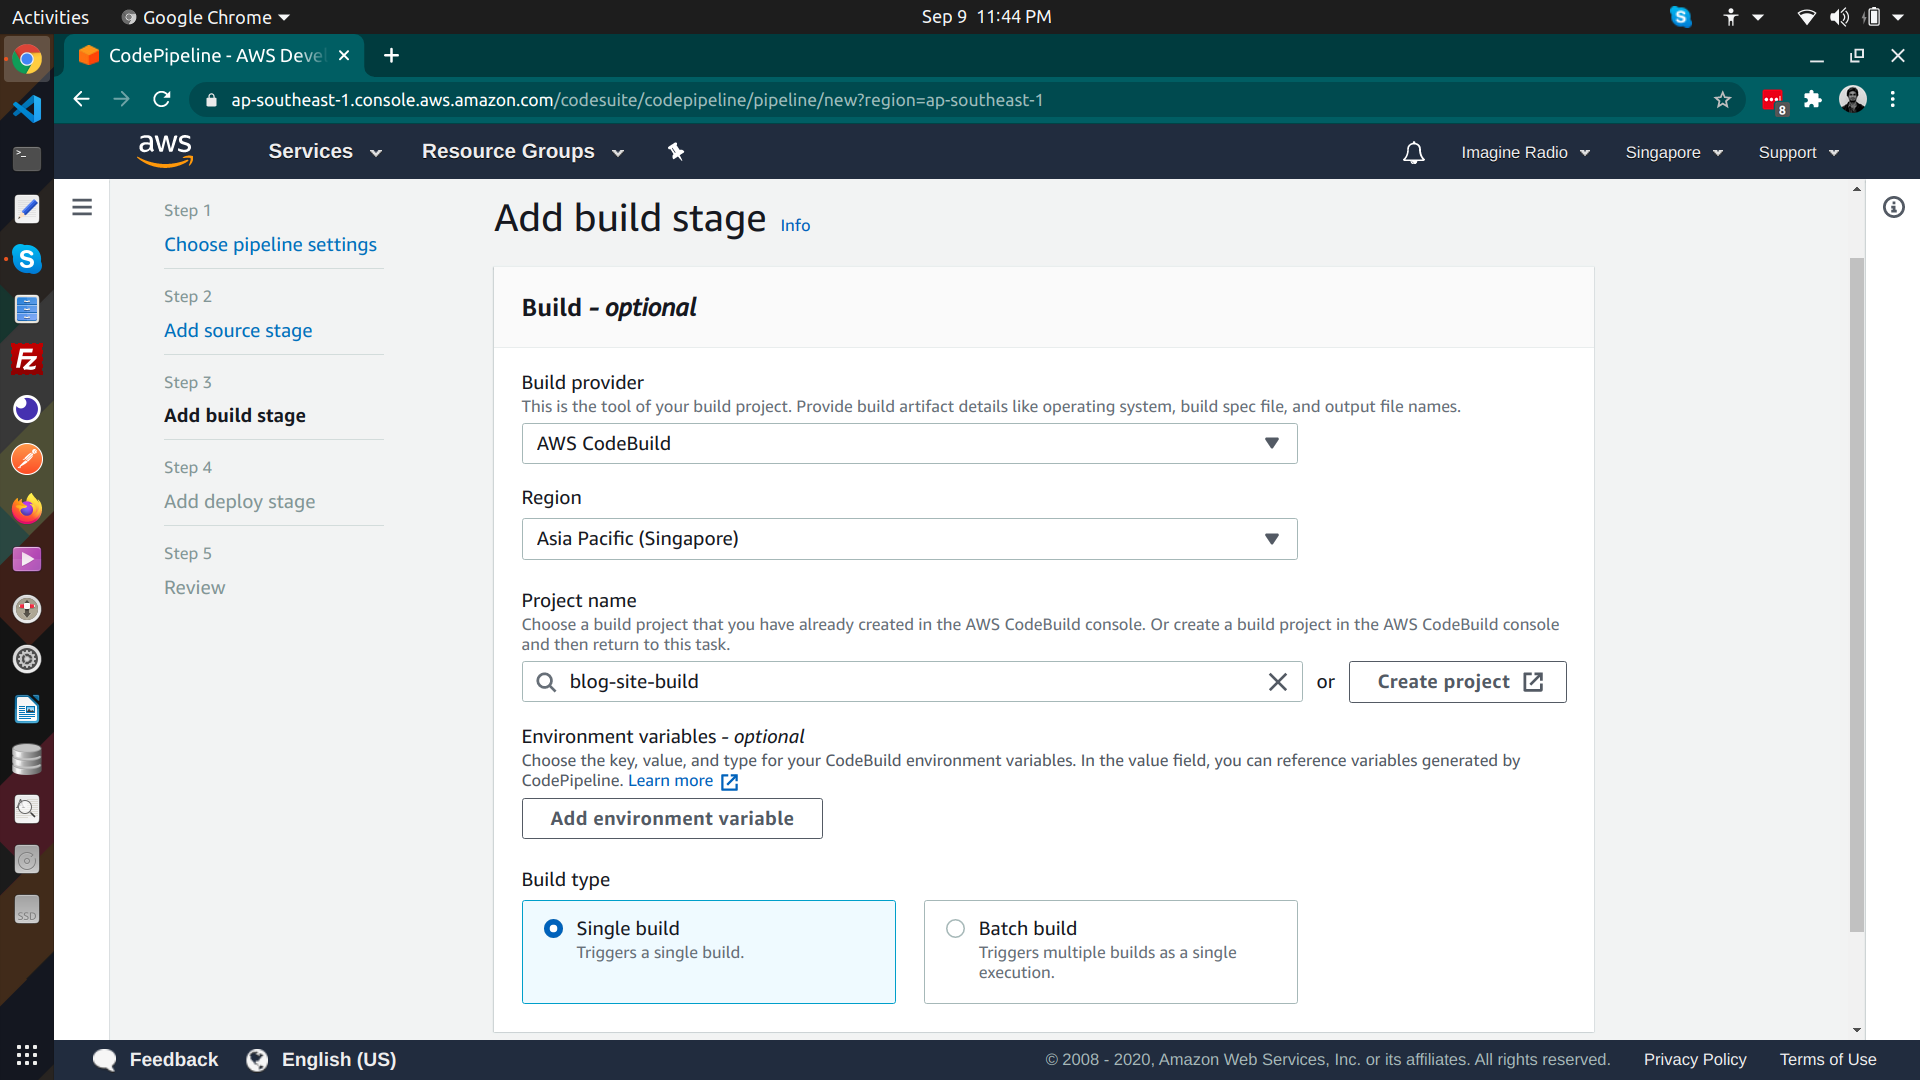 Activities
Google Chrome
Sep 9 11:44 PM
CodePipeline - AWS Devel
ap-southeast-1.console.aws.amazon.com/codesuite/codepipeline/pipeline/new?region=ap-southeast-1
8
aws
Services
Resource Groups
Imagine Radio
Singapore
Support
Step 1
Choose pipeline settings
Step 2
Add source stage
Step 3
Add build stage
Step 4
Add deploy stage
Step 5
Review
Add build stage Info
Build - optional
Build provider
This is the tool of your build project. Provide build artifact details like operating system, build spec file, and output file names.
AWS CodeBuild
Region
Asia Pacific (Singapore)
Project name
Choose a build project that you have already created in the AWS CodeBuild console. Or create a build project in the AWS CodeBuild console
and then return to this task.
blog-site-build
or
Create project
Environment variables - optional
Choose the key, value, and type for your CodeBuild environment variables. In the value field, you can reference variables generated by
CodePipeline. Learn more
Add environment variable
Build type
Single build
Triggers a single build.
Batch build
Triggers multiple builds as a single
execution.
SSD
Feedback
English (US)
© 2008 - 2020, Amazon Web Services, Inc. or its affiliates. All rights reserved.
Privacy Policy
Terms of Use